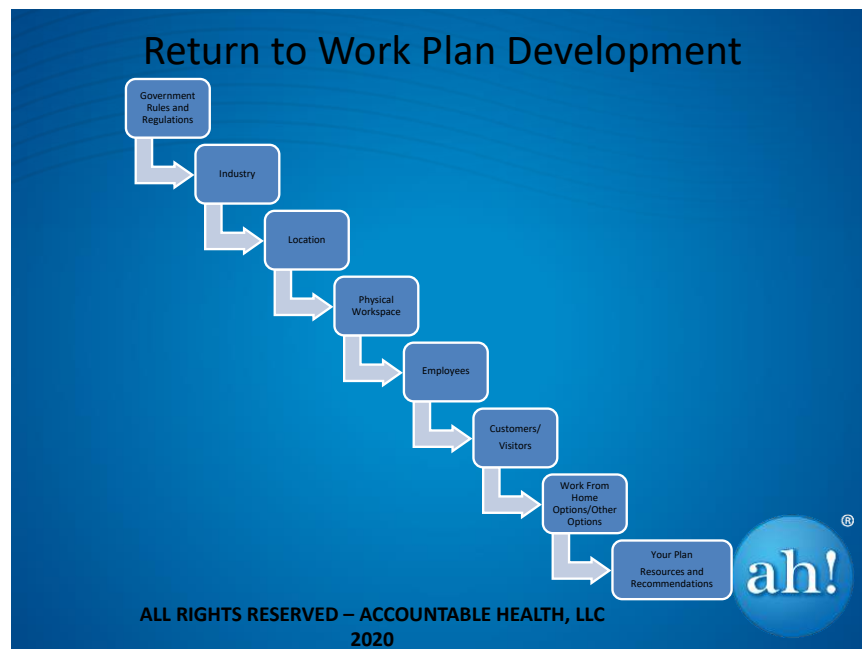 Return to Work Plan Development
Government
Rules and
Regulations
Industry
Location
Physical
Workspace
Employees
Customers/
Visitors
Work From
Home
Options/Other
Options
Your Plan
Resources and
Recommendations
ah!
®
ALL RIGHTS RESERVED – ACCOUNTABLE HEALTH, LLC
2020